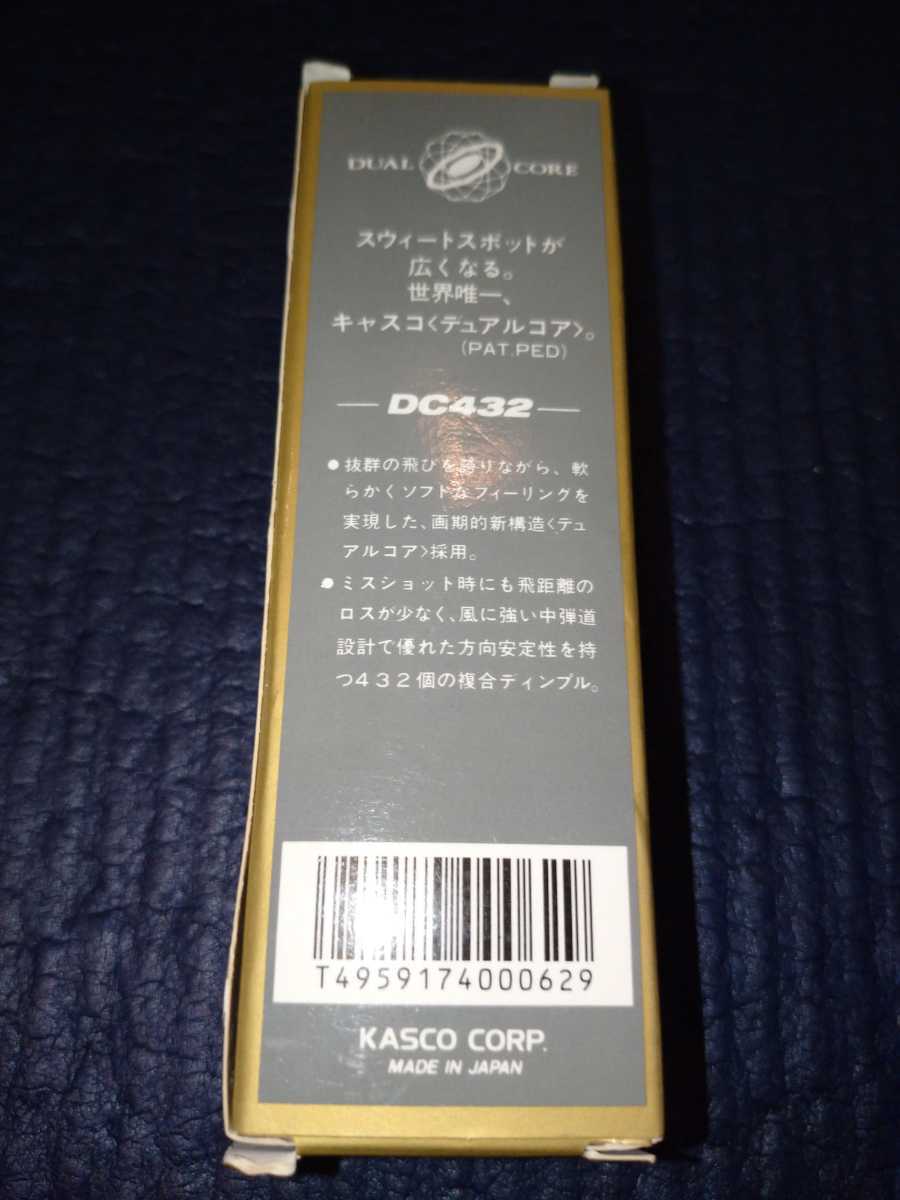 DUAL CORE
スウィートスポットが
広くなる。
世界唯一、
キャスコ〈デュアルコア〉。
(PAT.PED)
DC432
● 抜群の飛びを誇りながら、軟
らかくソフトなフィーリングを
実現した、画期的新構造〈デュ
アルコア〉採用。
● ミスショット時にも飛距離の
ロスが少なく、風に強い中弾道
設計で優れた方向安定性を持
つ432個の複合ディンプル。
T4959174000629
KASCO CORP.
MADE IN JAPAN